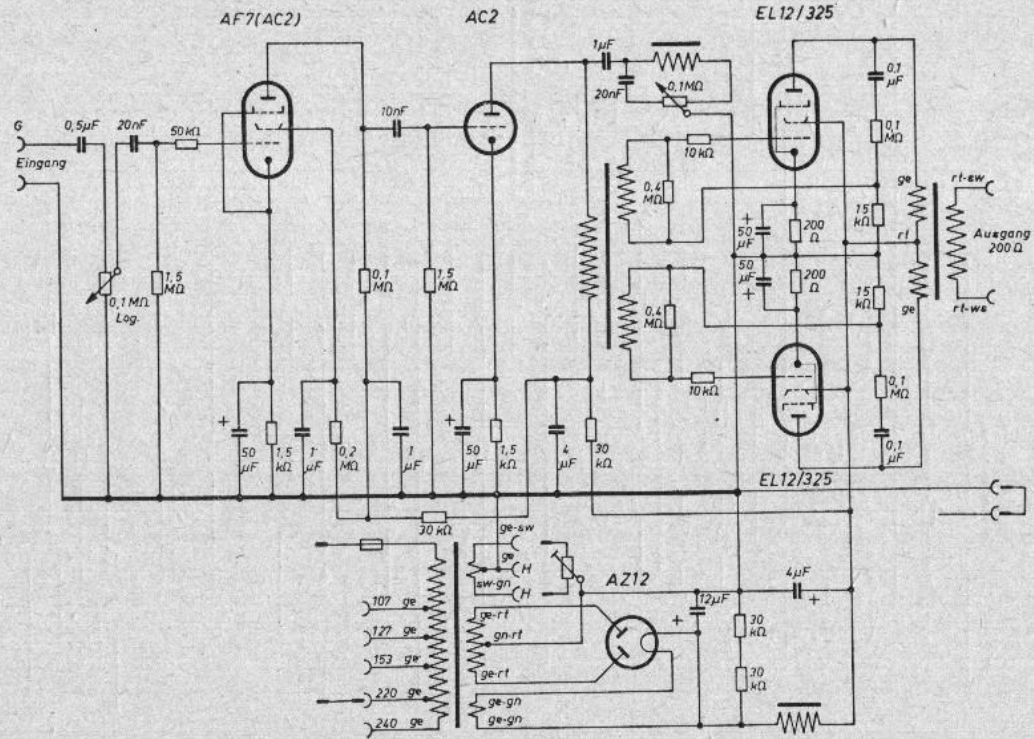 AF7(AC2)
AC2
EL12/325
G
Eingang
0,5µF
20nF
50kΩ
0,1MΩ
Log.
1,5
MΩ
10nF
0,1
MΩ
1,5
MΩ
1µF
20nF
0,1MΩ
10kΩ
0,4
MΩ
0,4
MΩ
10kΩ
50
µF
50
µF
200
Ω
200
Ω
0,1
µF
0,1
MΩ
15
kΩ
15
kΩ
0,1
MΩ
0,1
µF
ge
rt
ge
rt-sw
Ausgang
200Ω
rt-ws
+
+
+
50
µF
1,5
kΩ
1
µF
0,2
MΩ
1
µF
+
50
µF
1,5
kΩ
4
µF
30
kΩ
EL12/325
30kΩ
ge-sw
ge
H
sw-gn
H
AZ12
ge-rt
gn-rt
ge-rt
ge-gn
ge-gn
12µF
+
4µF
+
30
kΩ
30
kΩ
107 ge
127 ge
153 ge
220 ge
240 ge